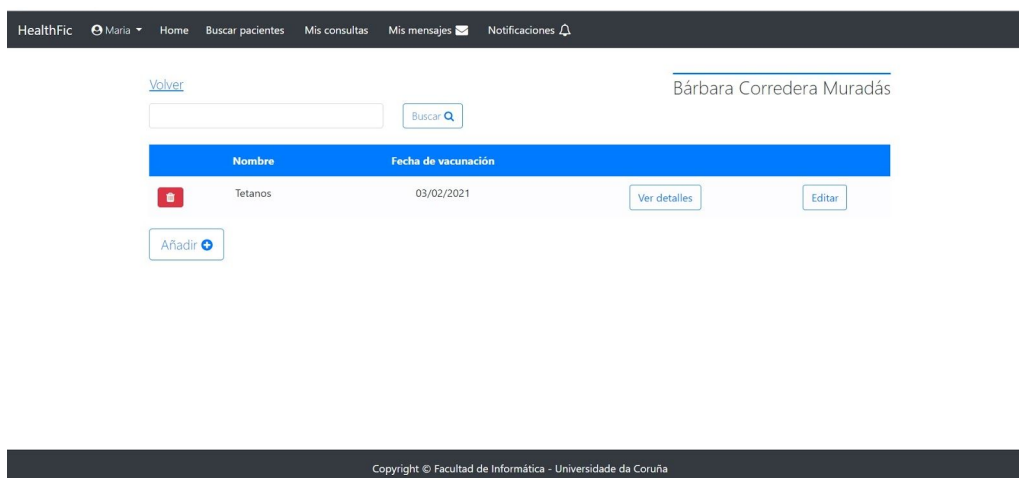 HealthFic Maria Home Buscar pacientes Mis consultas Mis mensajes Notificaciones
Volver
Bárbara Corredera Muradás
Buscar
Nombre Fecha de vacunación
Tetanos 03/02/2021 Ver detalles Editar
Añadir
Copyright © Facultad de Informática - Universidade da Coruña